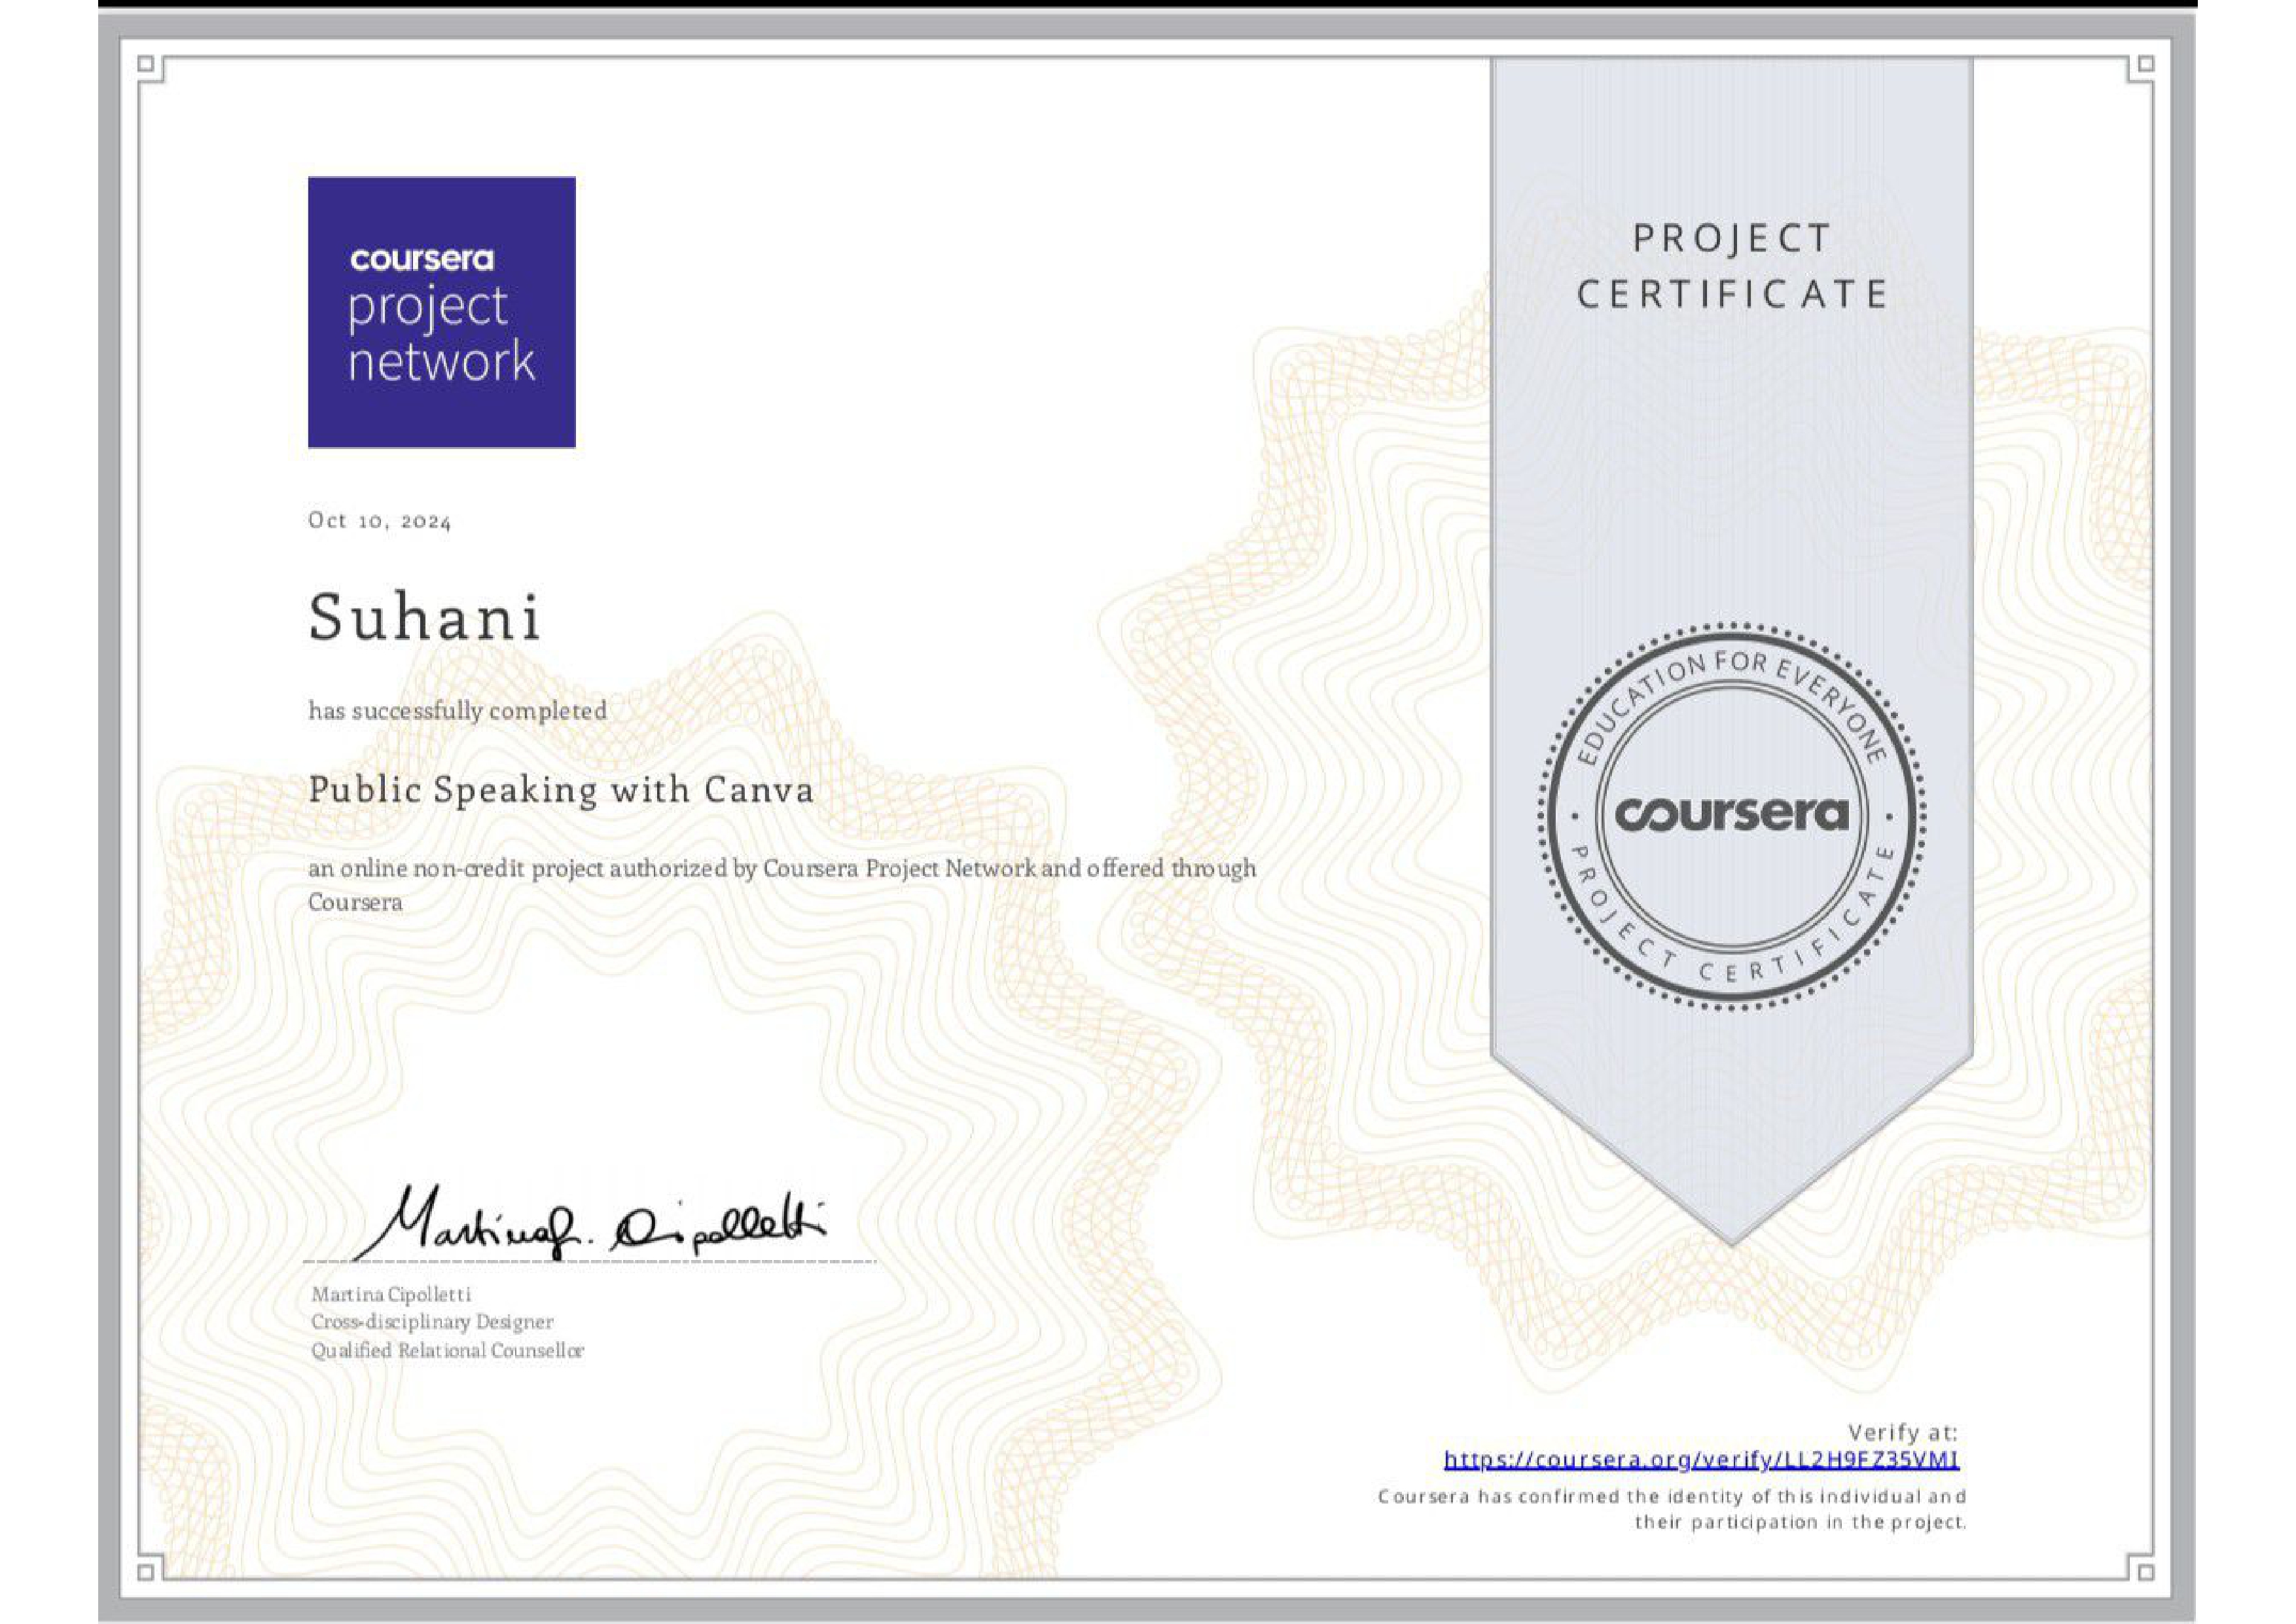 coursera
project
network
Oct 10, 2024
Suhani
has successfully completed
Public Speaking with Canva
an online non-credit project authorized by Coursera Project Network and offered through
Coursera
Martina Cipolletti
Martina Cipolletti
Cross-disciplinary Designer
Qualified Relational Counsellor
PROJECT
CERTIFICATE
EDUCATION FOR EVERYONE
coursera
PROJECT CERTIFICATE
Verify at:
https://coursera.org/verify/LL2H9FZ35VMI
Coursera has confirmed the identity of this individual and
their participation in the project.